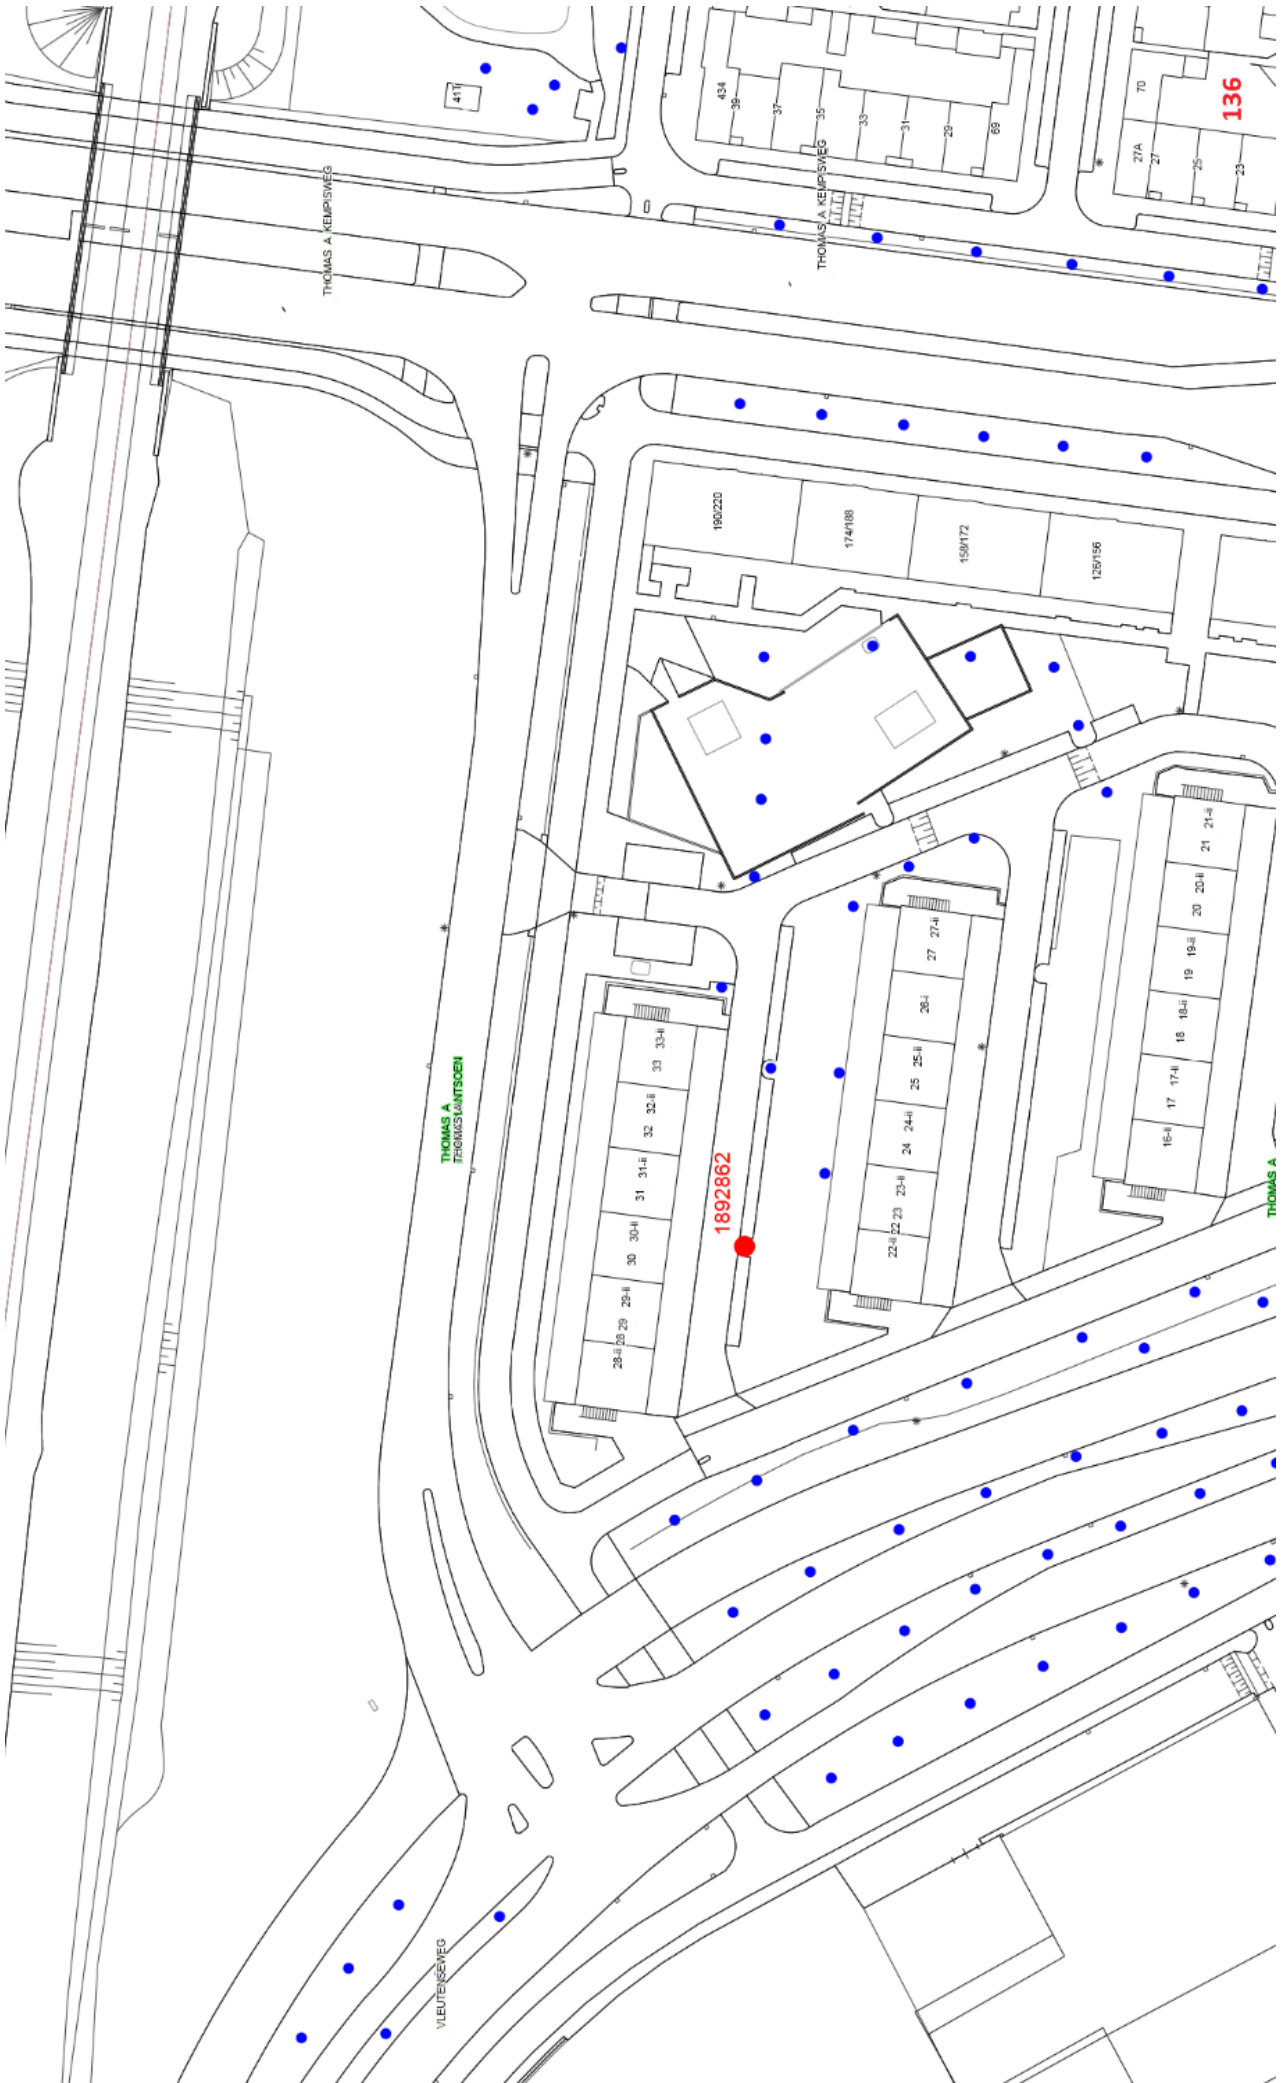 41T
434
39
37
35
33
31
29
69
70
27A
27
25
23
136
THOMAS A KEMPISWEG
THOMAS A KEMPISWEG
190/220
174/188
158/172
126/156
21 21-ii
20 20-ii
19 19-ii
18 18-ii
17 17-ii
16-ii
27 27-ii
26-i
25 25-ii
24 24-ii
23 23-ii
22-ii 22
33 33-ii
32 32-ii
31 31-ii
30 30-ii
29 29-ii
28-ii 28
THOMAS A
1892862
THOMAS A
VLEUTENSEWEG